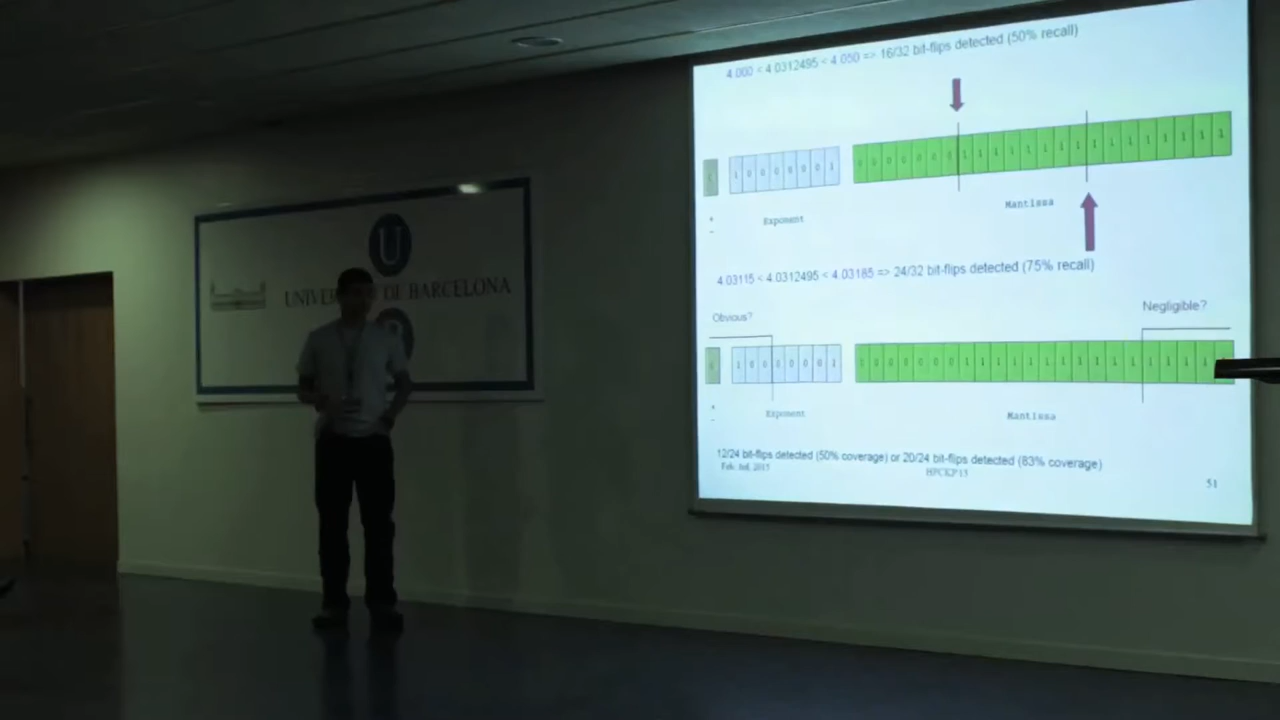 4.000 < 4.0312495 < 4.050 => 16/32 bit-flips detected (50% recall)
Exponent
Mantissa
4.03115 < 4.0312495 < 4.03185 => 24/32 bit-flips detected (75% recall)
Obvious?
Negligible?
Exponent
Mantissa
12/24 bit-flips detected (50% coverage) or 20/24 bit-flips detected (83% coverage)
2015
HPCKP'15
51
U
DE BARCELONA